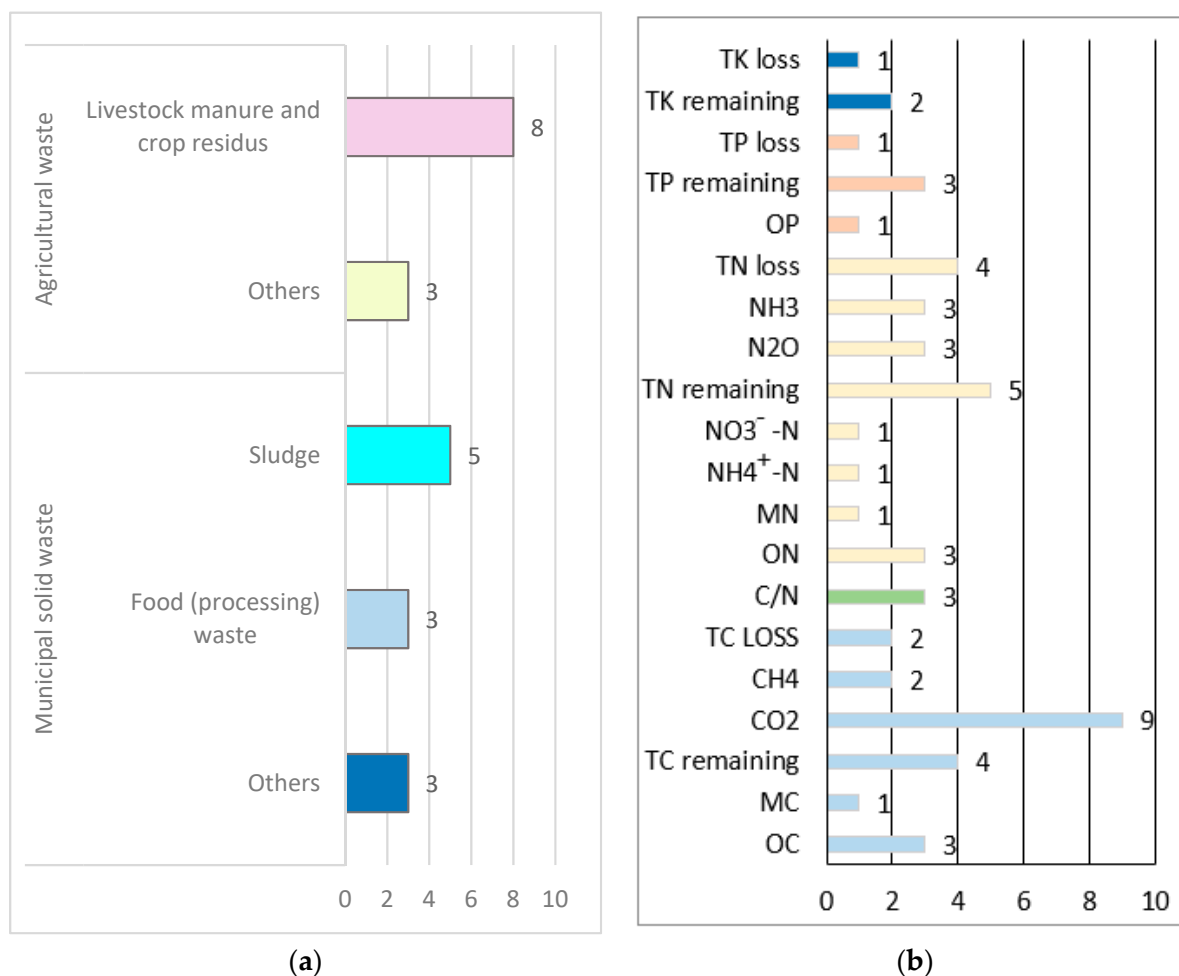 Agricultural waste
Livestock manure and
crop residus
8
Others
3
Municipal solid waste
Sludge
5
Food (processing)
waste
3
Others
3
0 2 4 6 8 10
(a)
TK loss 1
TK remaining 2
TP loss 1
TP remaining 3
OP 1
TN loss 4
NH3 3
N2O 3
TN remaining 5
NO3⁻ -N 1
NH4⁺-N 1
MN 1
ON 3
C/N 3
TC LOSS 2
CH4 2
CO2 9
TC remaining 4
MC 1
OC 3
0 2 4 6 8 10
(b)